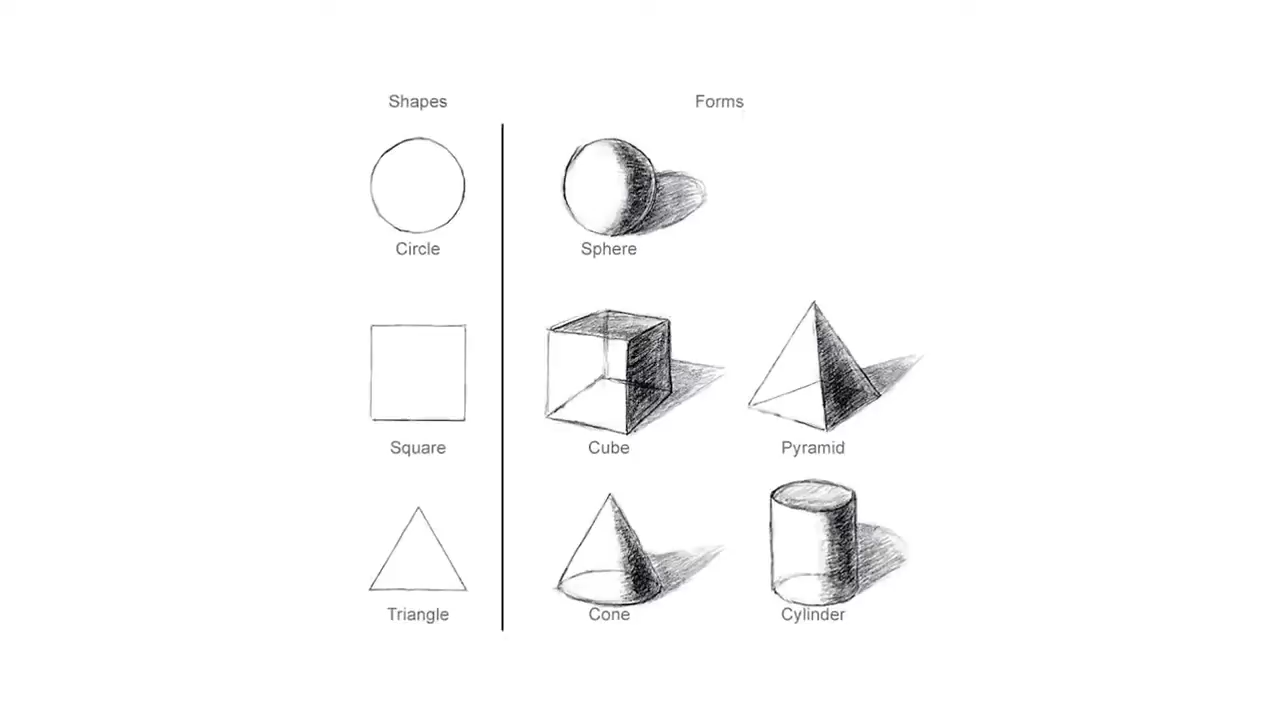 Shapes
Forms
Circle
Sphere
Square
Cube
Pyramid
Triangle
Cone
Cylinder